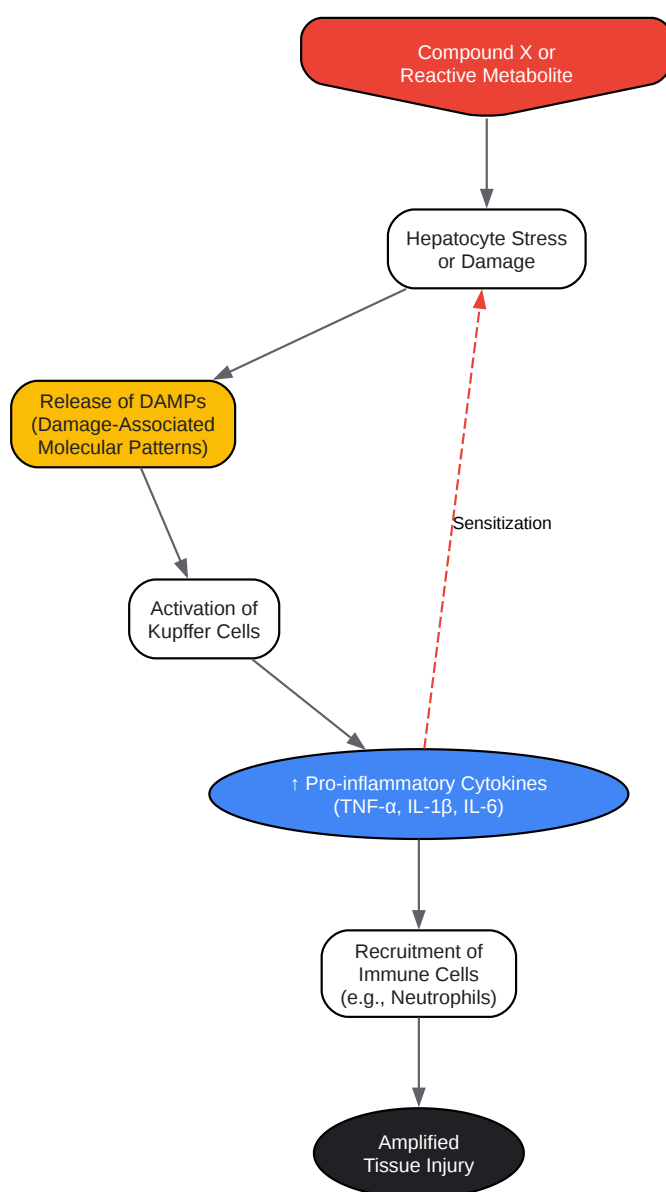 Compound X or
Reactive Metabolite
Hepatocyte Stress
or Damage
Release of DAMPs
(Damage-Associated
Molecular Patterns)
Sensitization
Activation of
Kupffer Cells
↑ Pro-inflammatory Cytokines
(TNF-α, IL-1β, IL-6)
Recruitment of
Immune Cells
(e.g., Neutrophils)
Amplified
Tissue Injury